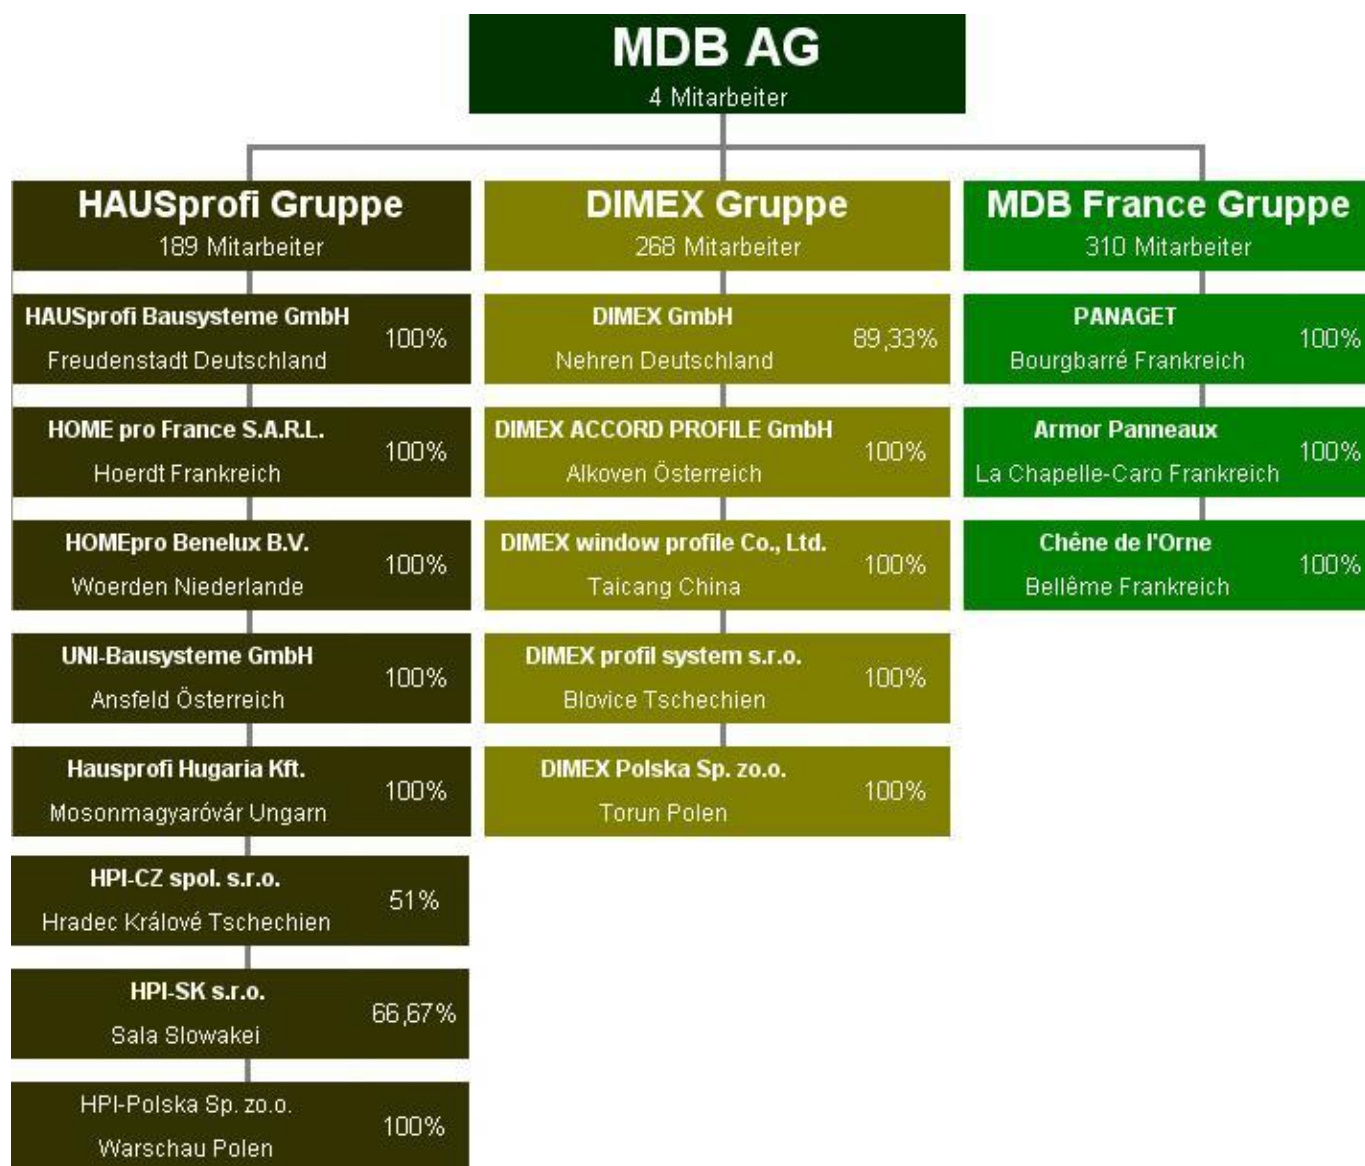 MDB AG
4 Mitarbeiter
HAUSprofi Gruppe
189 Mitarbeiter
HAUSprofi Bausysteme GmbH
100%
Freudenstadt Deutschland
HOME pro France S.A.R.L.
100%
Hoerdt Frankreich
HOMEpro Benelux B.V.
100%
Woerden Niederlande
UNI-Bausysteme GmbH
100%
Ansfeld Österreich
Hausprofi Hugaria Kft.
100%
Mosonmagyaróvár Ungarn
HPI-CZ spol. s.r.o.
51%
Hradec Králové Tschechien
HPI-SK s.r.o.
66,67%
Sala Slowakei
HPI-Polska Sp. zo.o.
100%
Warschau Polen
DIMEX Gruppe
268 Mitarbeiter
DIMEX GmbH
89,33%
Nehren Deutschland
DIMEX ACCORD PROFILE GmbH
100%
Alkoven Österreich
DIMEX window profile Co., Ltd.
100%
Taicang China
DIMEX profil system s.r.o.
100%
Blovice Tschechien
DIMEX Polska Sp. zo.o.
100%
Torun Polen
MDB France Gruppe
310 Mitarbeiter
PANAGET
100%
Bourgbarré Frankreich
Armor Panneaux
100%
La Chapelle-Caro Frankreich
Chêne de l'Orne
100%
Bellême Frankreich